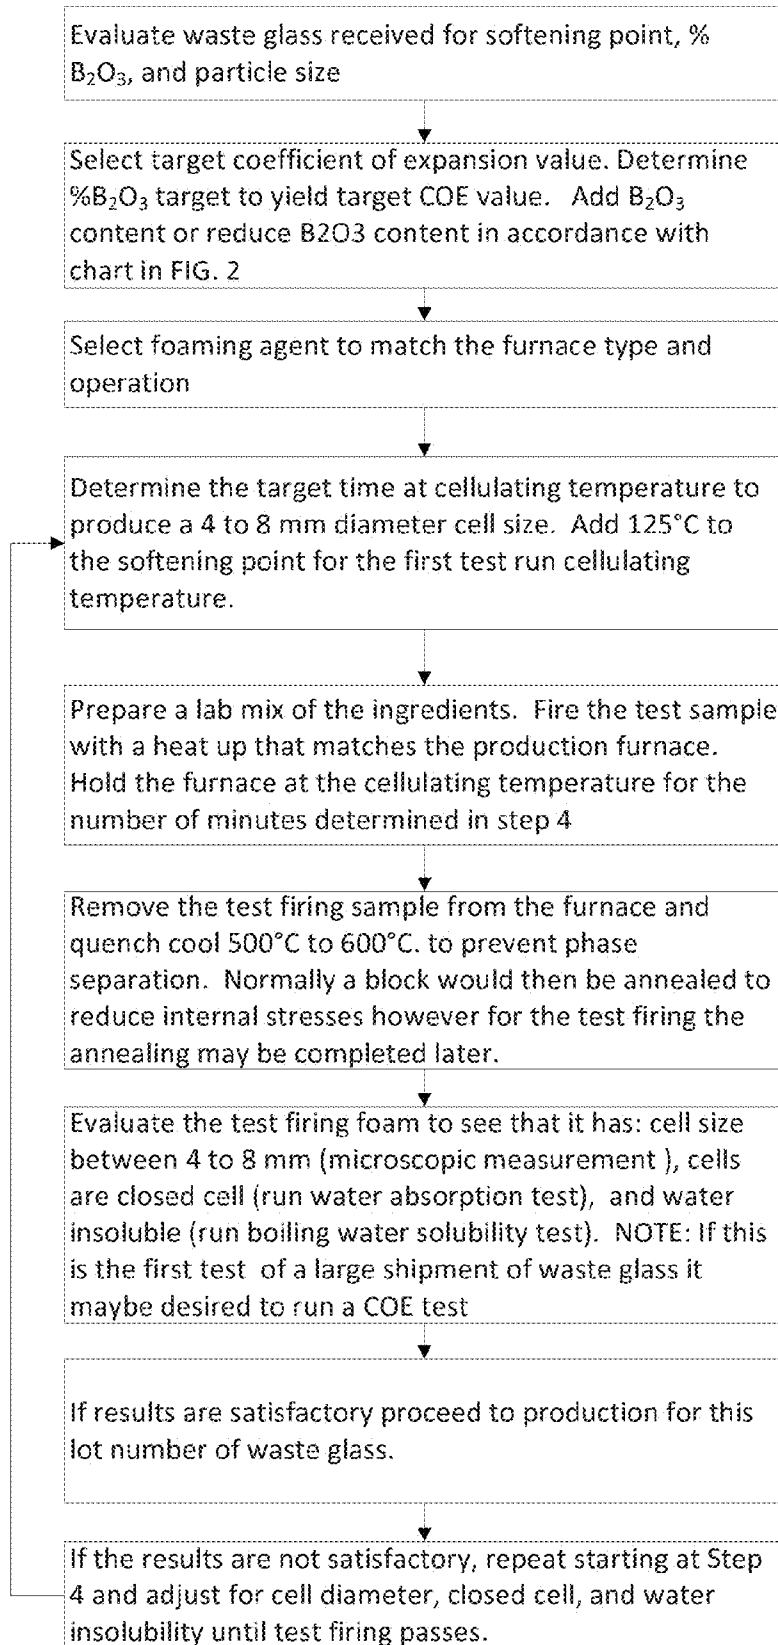 Evaluate waste glass received for softening point, %
B₂O₃, and particle size
Select target coefficient of expansion value. Determine
%B₂O₃ target to yield target COE value. Add B₂O₃
content or reduce B2O3 content in accordance with
chart in FIG. 2
Select foaming agent to match the furnace type and
operation
Determine the target time at cellulating temperature to
produce a 4 to 8 mm diameter cell size. Add 125°C to
the softening point for the first test run cellulating
temperature.
Prepare a lab mix of the ingredients. Fire the test sample
with a heat up that matches the production furnace.
Hold the furnace at the cellulating temperature for the
number of minutes determined in step 4
Remove the test firing sample from the furnace and
quench cool 500°C to 600°C. to prevent phase
separation. Normally a block would then be annealed to
reduce internal stresses however for the test firing the
annealing may be completed later.
Evaluate the test firing foam to see that it has: cell size
between 4 to 8 mm (microscopic measurement ), cells
are closed cell (run water absorption test), and water
insoluble (run boiling water solubility test). NOTE: If this
is the first test of a large shipment of waste glass it
maybe desired to run a COE test
If results are satisfactory proceed to production for this
lot number of waste glass.
If the results are not satisfactory, repeat starting at Step
4 and adjust for cell diameter, closed cell, and water
insolubility until test firing passes.